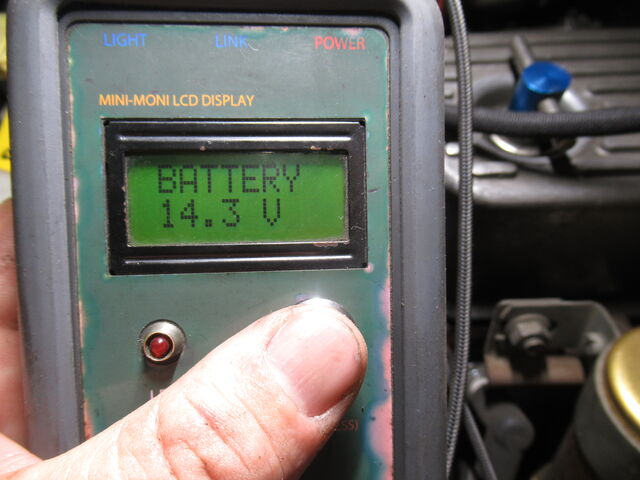 LIGHT LINK POWER
MINI-MONI LCD DISPLAY
BATTERY
14.3 V